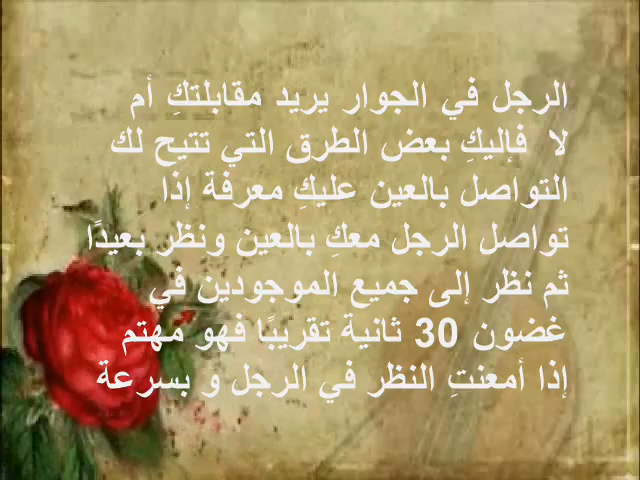 الرجل في الجوار يريد مقابلتكِ أم
لا فإليكِ بعض الطرق التي تتيح لك
التواصل بالعين عليكِ معرفة إذا
تواصل الرجل معكِ بالعين ونظر بعيدًا
ثم نظر إلى جميع الموجودين في
غضون 30 ثانية تقريبًا فهو مهتم
إذا أمعنتِ النظر في الرجل و بسرعة